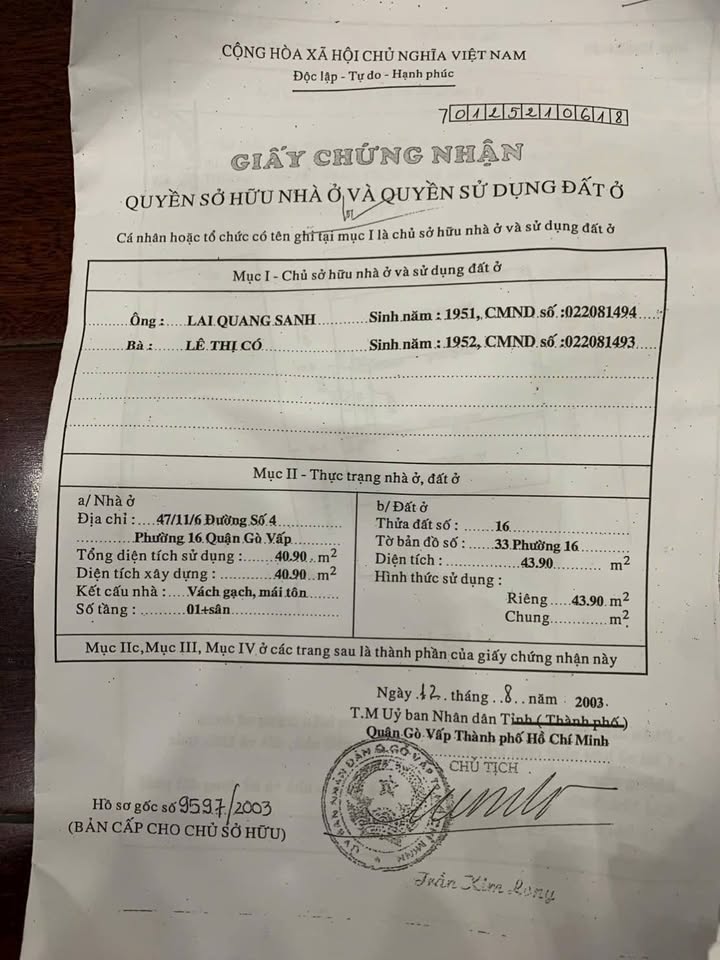 CỘNG HÒA XÃ HỘI CHỦ NGHĨA VIỆT NAM
Độc lập - Tự do - Hạnh phúc
70125210618
GIẤY CHỨNG NHẬN
QUYỀN SỞ HỮU NHÀ Ở VÀ QUYỀN SỬ DỤNG ĐẤT Ở
Cá nhân hoặc tổ chức có tên ghi tại mục I là chủ sở hữu nhà ở và sử dụng đất ở
Mục I - Chủ sở hữu nhà ở và sử dụng đất ở
Ông : LAI QUANG SANH Sinh năm : 1951, CMND số :022081494
Bà : LÊ THỊ CÓ Sinh năm : 1952, CMND số :022081493
Mục II - Thực trạng nhà ở, đất ở
a/ Nhà ở
Địa chỉ : 47/11/6 Đường Số 4
Phường 16 Quận Gò Vấp
Tổng diện tích sử dụng : 40.90 m2
Diện tích xây dựng : 40.90 m2
Kết cấu nhà : Vách gạch, mái tôn
Số tầng : 01+sân
b/ Đất ở
Thửa đất số : 16
Tờ bản đồ số : 33 Phường 16
Diện tích : 43.90 m2
Hình thức sử dụng :
Riêng 43.90 m2
Chung m2
Mục IIc,Mục III, Mục IV ở các trang sau là thành phần của giấy chứng nhận này
Ngày 12 tháng 8 năm 2003
T.M Uỷ ban Nhân dân Tỉnh ( Thành phố )
Quận Gò Vấp Thành phố Hồ Chí Minh
CHỦ TỊCH
Hồ sơ gốc số 9597/2003
(BẢN CẤP CHO CHỦ SỞ HỮU)
ỦY BAN NHÂN DÂN Q.GÒ VẤP
Trần Kim Long